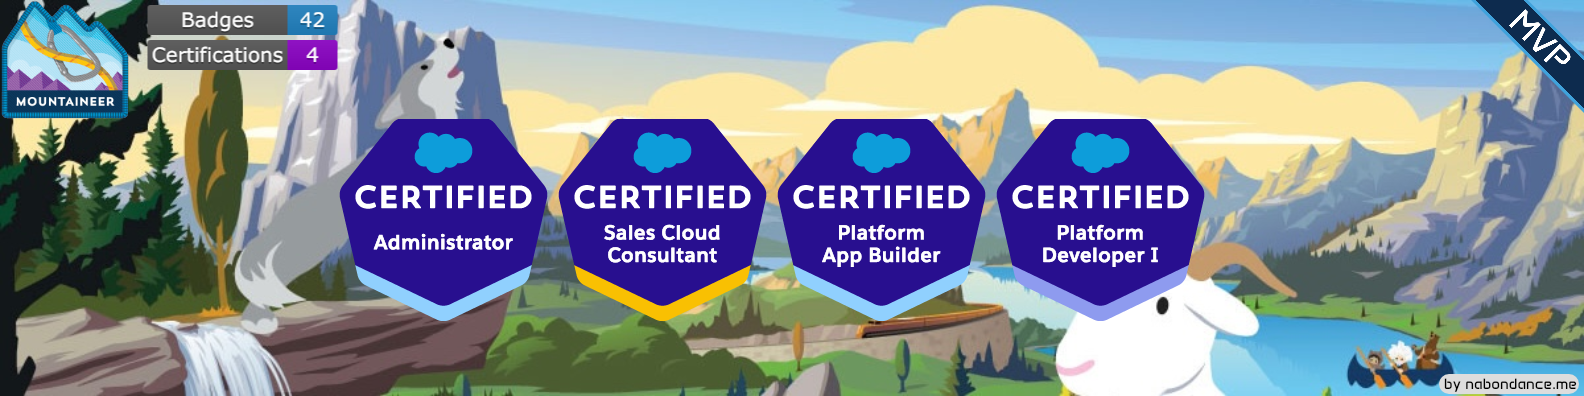 Badges 42
Certifications 4
MOUNTAINEER
MVP
CERTIFIED
Administrator
CERTIFIED
Sales Cloud
Consultant
CERTIFIED
Platform
App Builder
CERTIFIED
Platform
Developer I
by nabondance.me